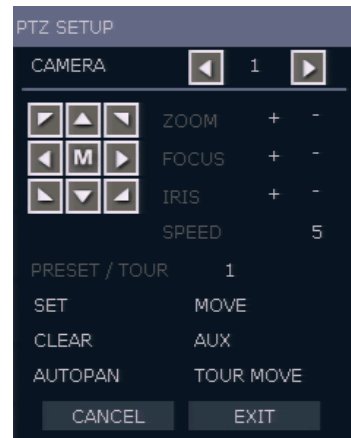 PTZ SETUP
CAMERA 1
M
ZOOM + -
FOCUS + -
IRIS + -
SPEED 5
PRESET / TOUR 1
SET MOVE
CLEAR AUX
AUTOPAN TOUR MOVE
CANCEL EXIT